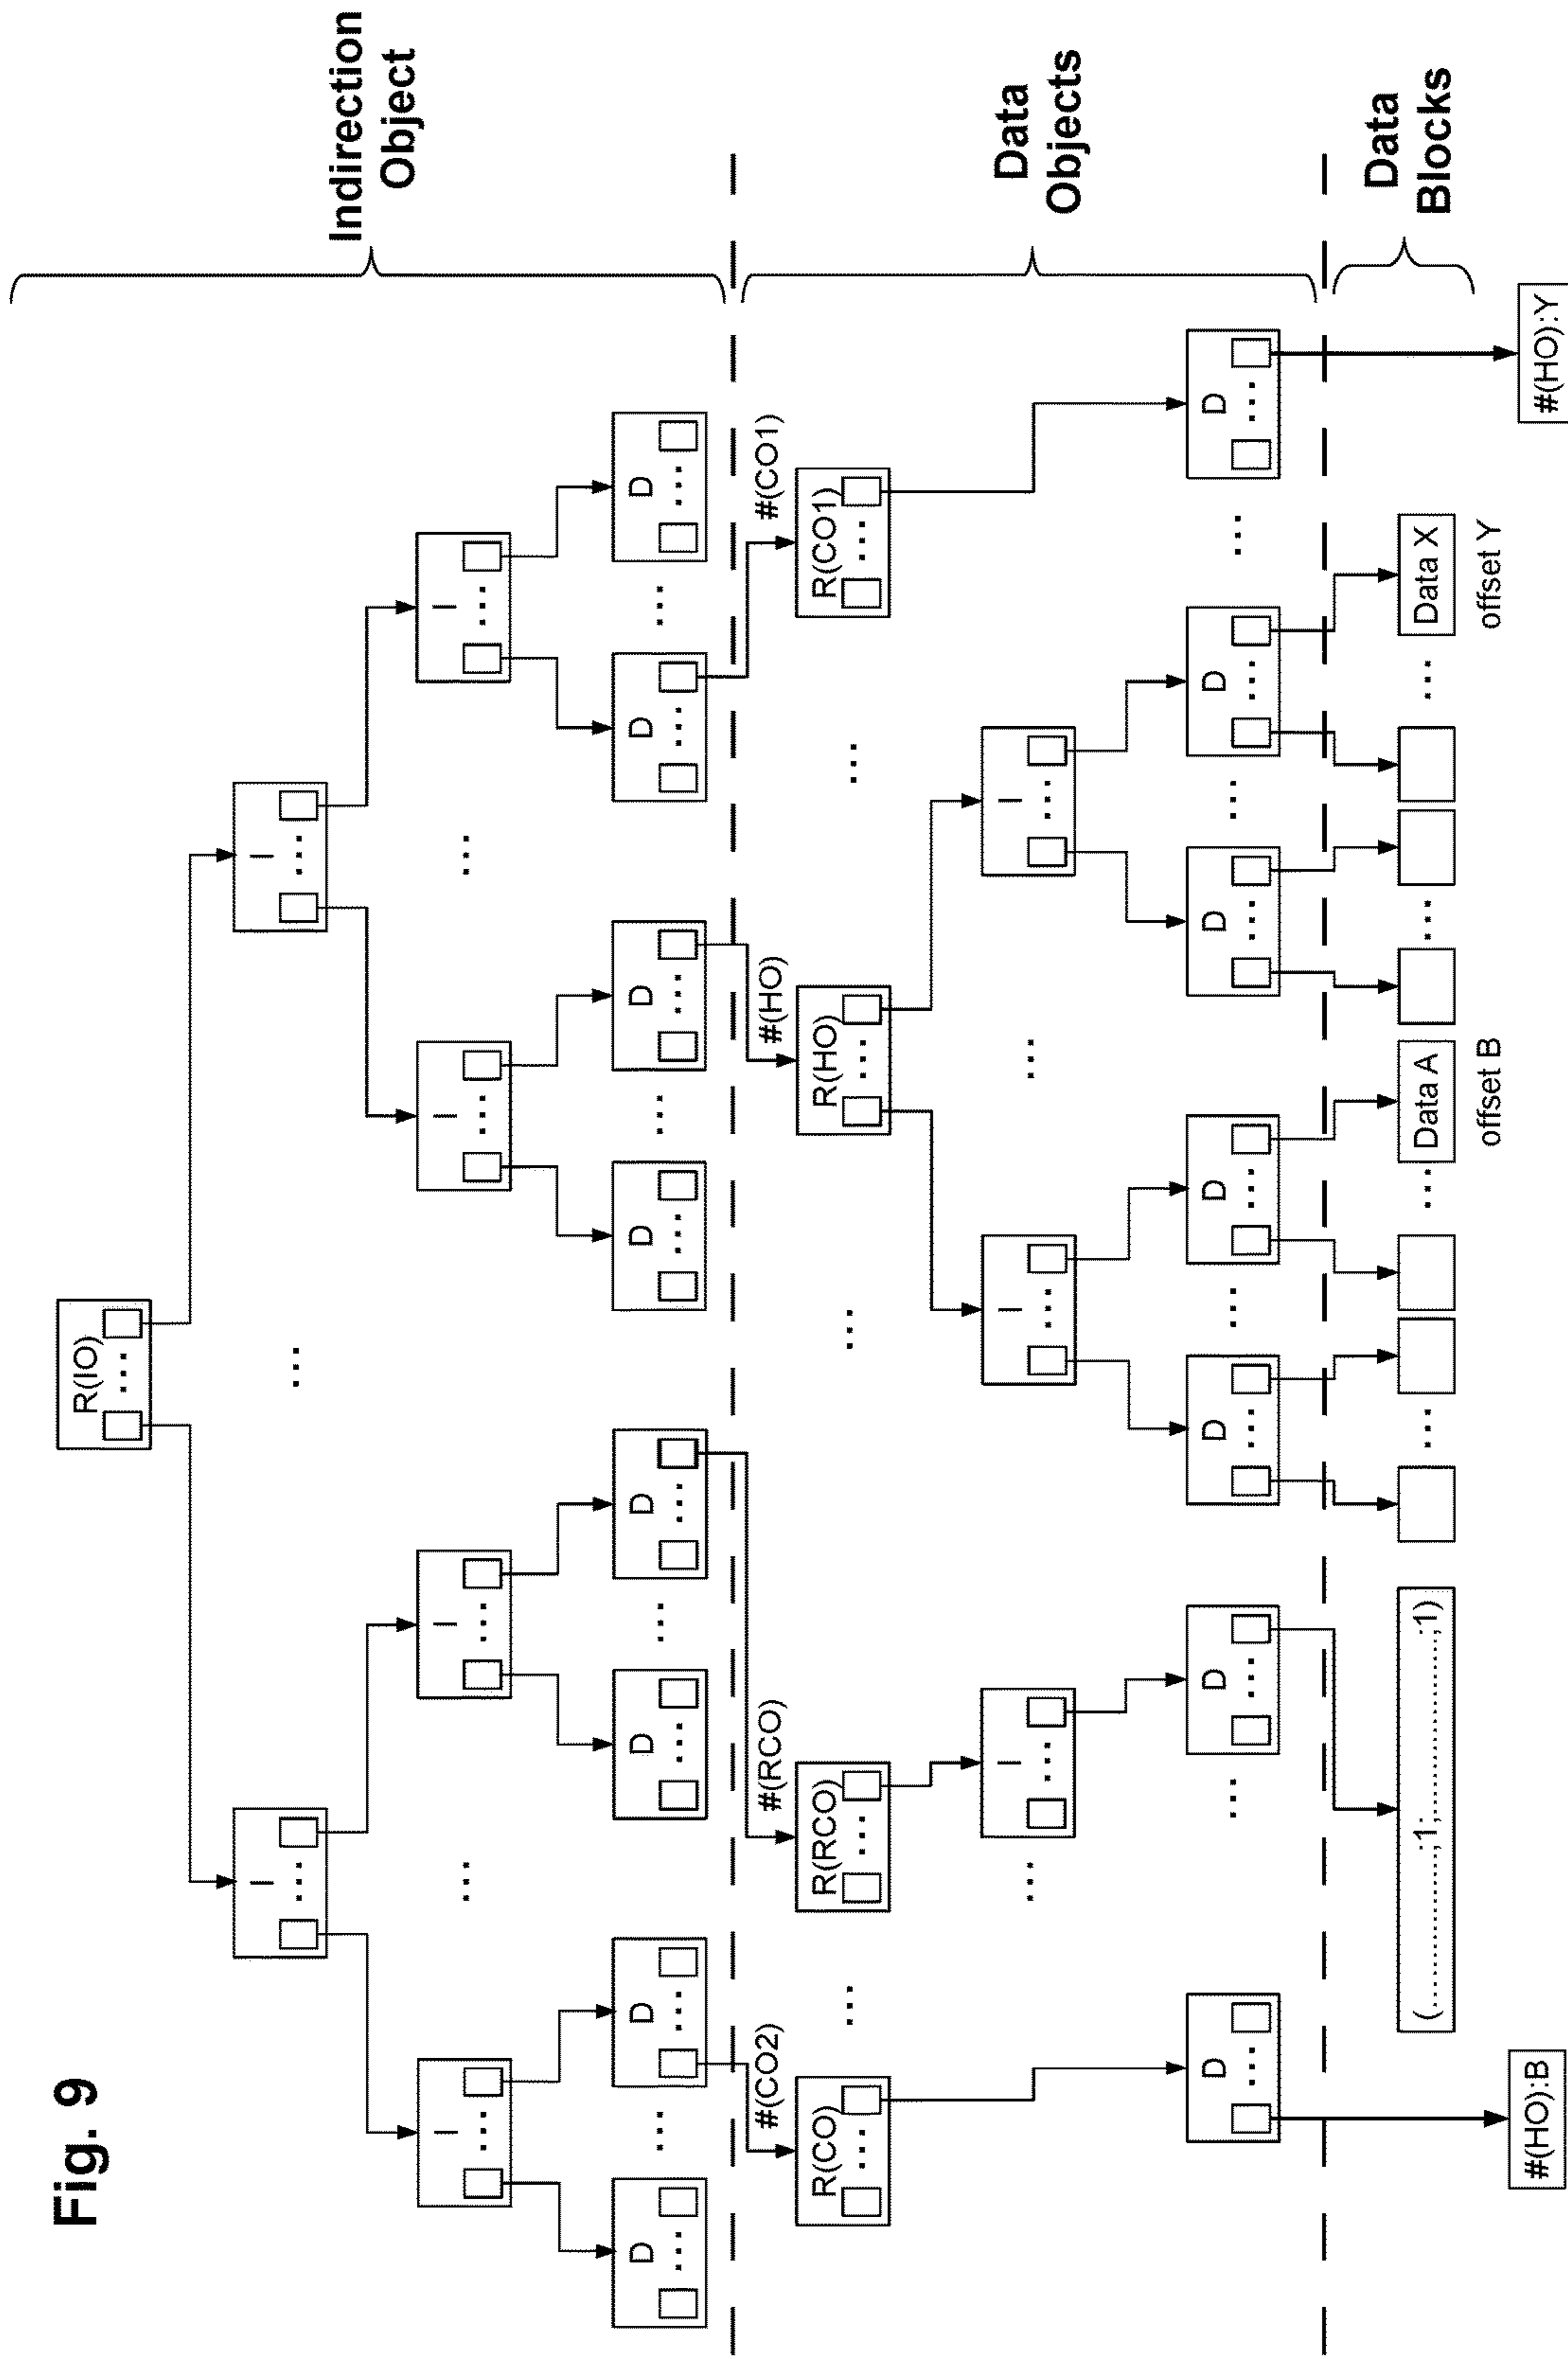 Fig. 9
R(IO)
...
Indirection
Object
I
...
...
I
...
I
...
...
I
...
...
I
...
I
...
D
...
...
D
...
D
...
...
D
...
D
...
...
D
...
D
...
...
D
...
#(CO2)
#(RCO)
#(HO)
#(CO1)
R(CO)
...
...
R(RCO)
...
...
R(HO)
...
...
R(CO1)
...
Data
Objects
...
I
...
I
...
...
I
...
D
...
...
D
...
D
...
...
D
...
D
...
...
D
...
...
D
...
Data
Blocks
(....................;1;....................;1)
...
...
Data A
...
...
Data X
offset B
offset Y
#(HO):B
#(HO):Y